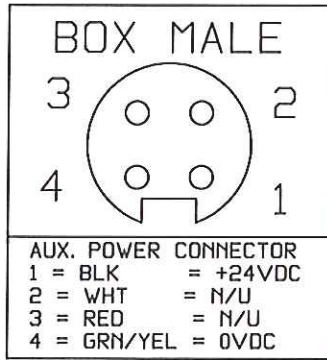 BOX MALE
3 2
4 1
AUX. POWER CONNECTOR
1 = BLK = +24VDC
2 = WHT = N/U
3 = RED = N/U
4 = GRN/YEL = 0VDC